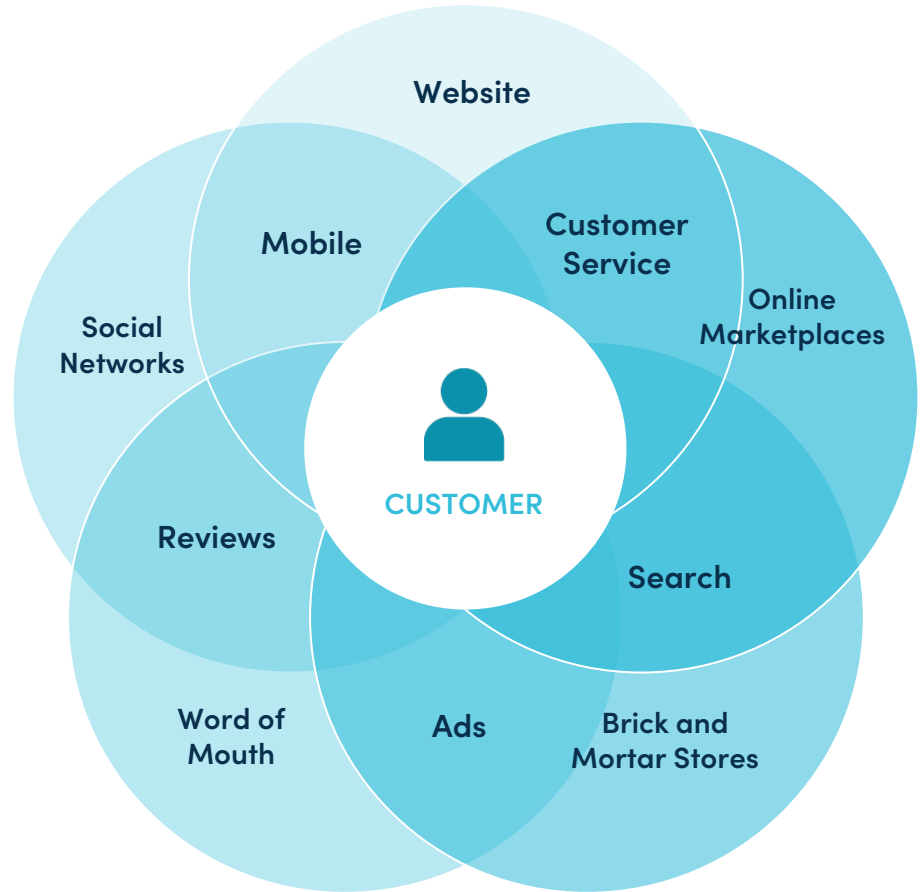 Website
Mobile
Customer
Service
Online
Marketplaces
Social
Networks
CUSTOMER
Reviews
Search
Word of
Mouth
Ads
Brick and
Mortar Stores